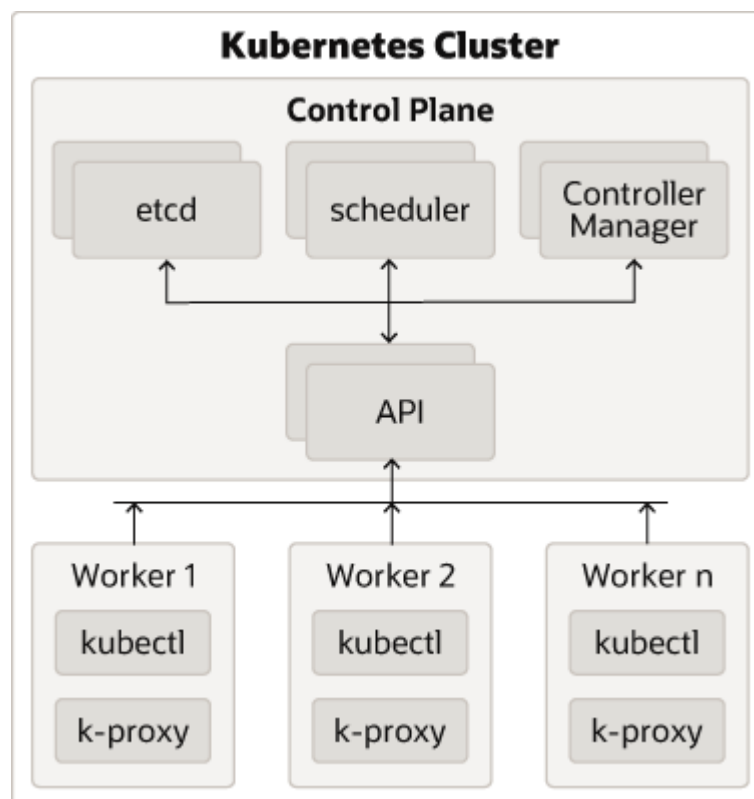 Kubernetes Cluster
Control Plane
etcd
scheduler
Controller
Manager
API
Worker 1
Worker 2
Worker n
kubectl
kubectl
kubectl
k-proxy
k-proxy
k-proxy